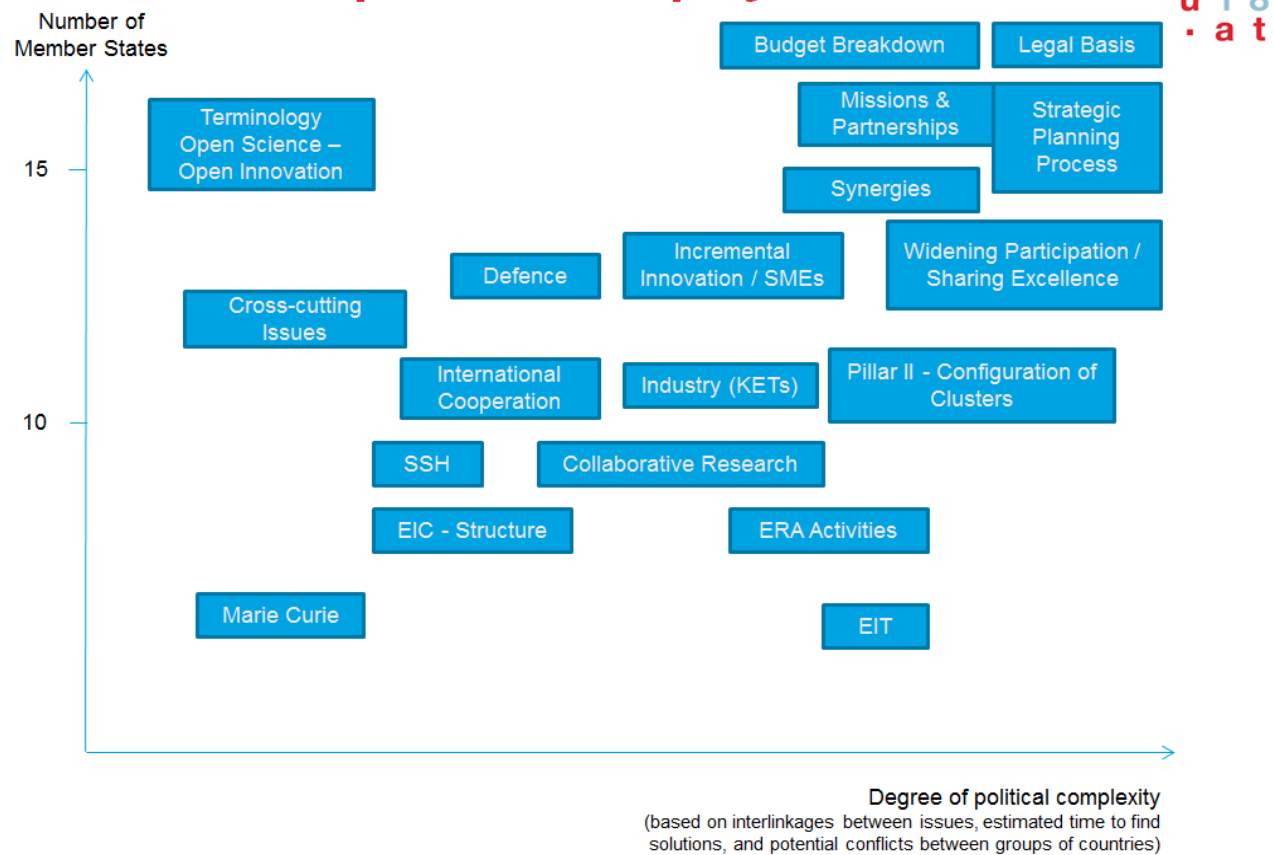 Number of
Member States
u 18
. a t
Budget Breakdown
Legal Basis
Terminology
Open Science –
Open Innovation
Missions &
Partnerships
Strategic
Planning
Process
15
Synergies
Incremental
Innovation / SMEs
Widening Participation /
Sharing Excellence
Defence
Cross-cutting
Issues
International
Cooperation
Industry (KETs)
Pillar II - Configuration of
Clusters
10
SSH
Collaborative Research
EIC - Structure
ERA Activities
Marie Curie
EIT
Degree of political complexity
(based on interlinkages between issues, estimated time to find
solutions, and potential conflicts between groups of countries)